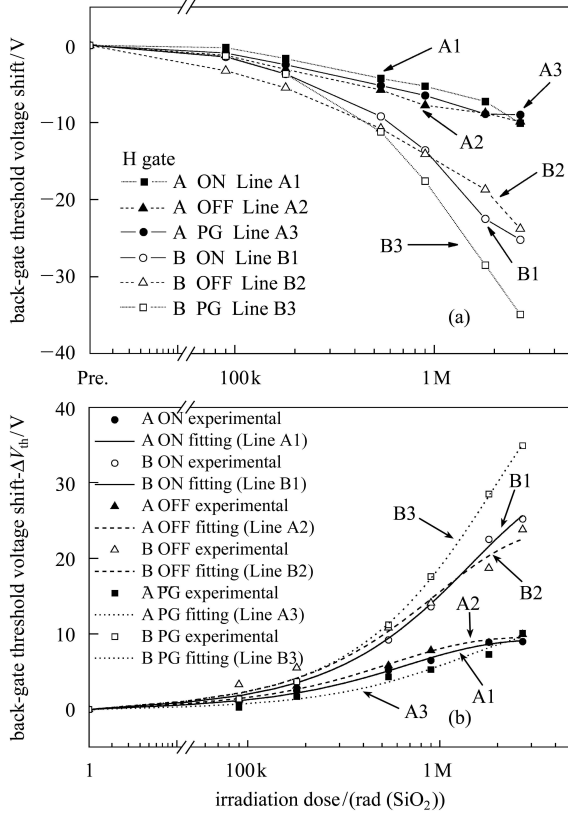 (a)
back-gate threshold voltage shift/V
0
−10
−20
−30
−40
A1
A3
A2
B2
B1
B3
H gate
A ON Line A1
A OFF Line A2
A PG Line A3
B ON Line B1
B OFF Line B2
B PG Line B3
Pre.
100k
1M
back-gate threshold voltage shift-ΔVth/V
40
30
20
10
0
A ON experimental
A ON fitting (Line A1)
B ON experimental
B ON fitting (Line B1)
A OFF experimental
A OFF fitting (Line A2)
B OFF experimental
B OFF fitting (Line B2)
A PG experimental
A PG fitting (Line A3)
B PG experimental
B PG fitting (Line B3)
B1
B3
B2
A2
A1
A3
(b)
1
100k
1M
irradiation dose/(rad (SiO₂))